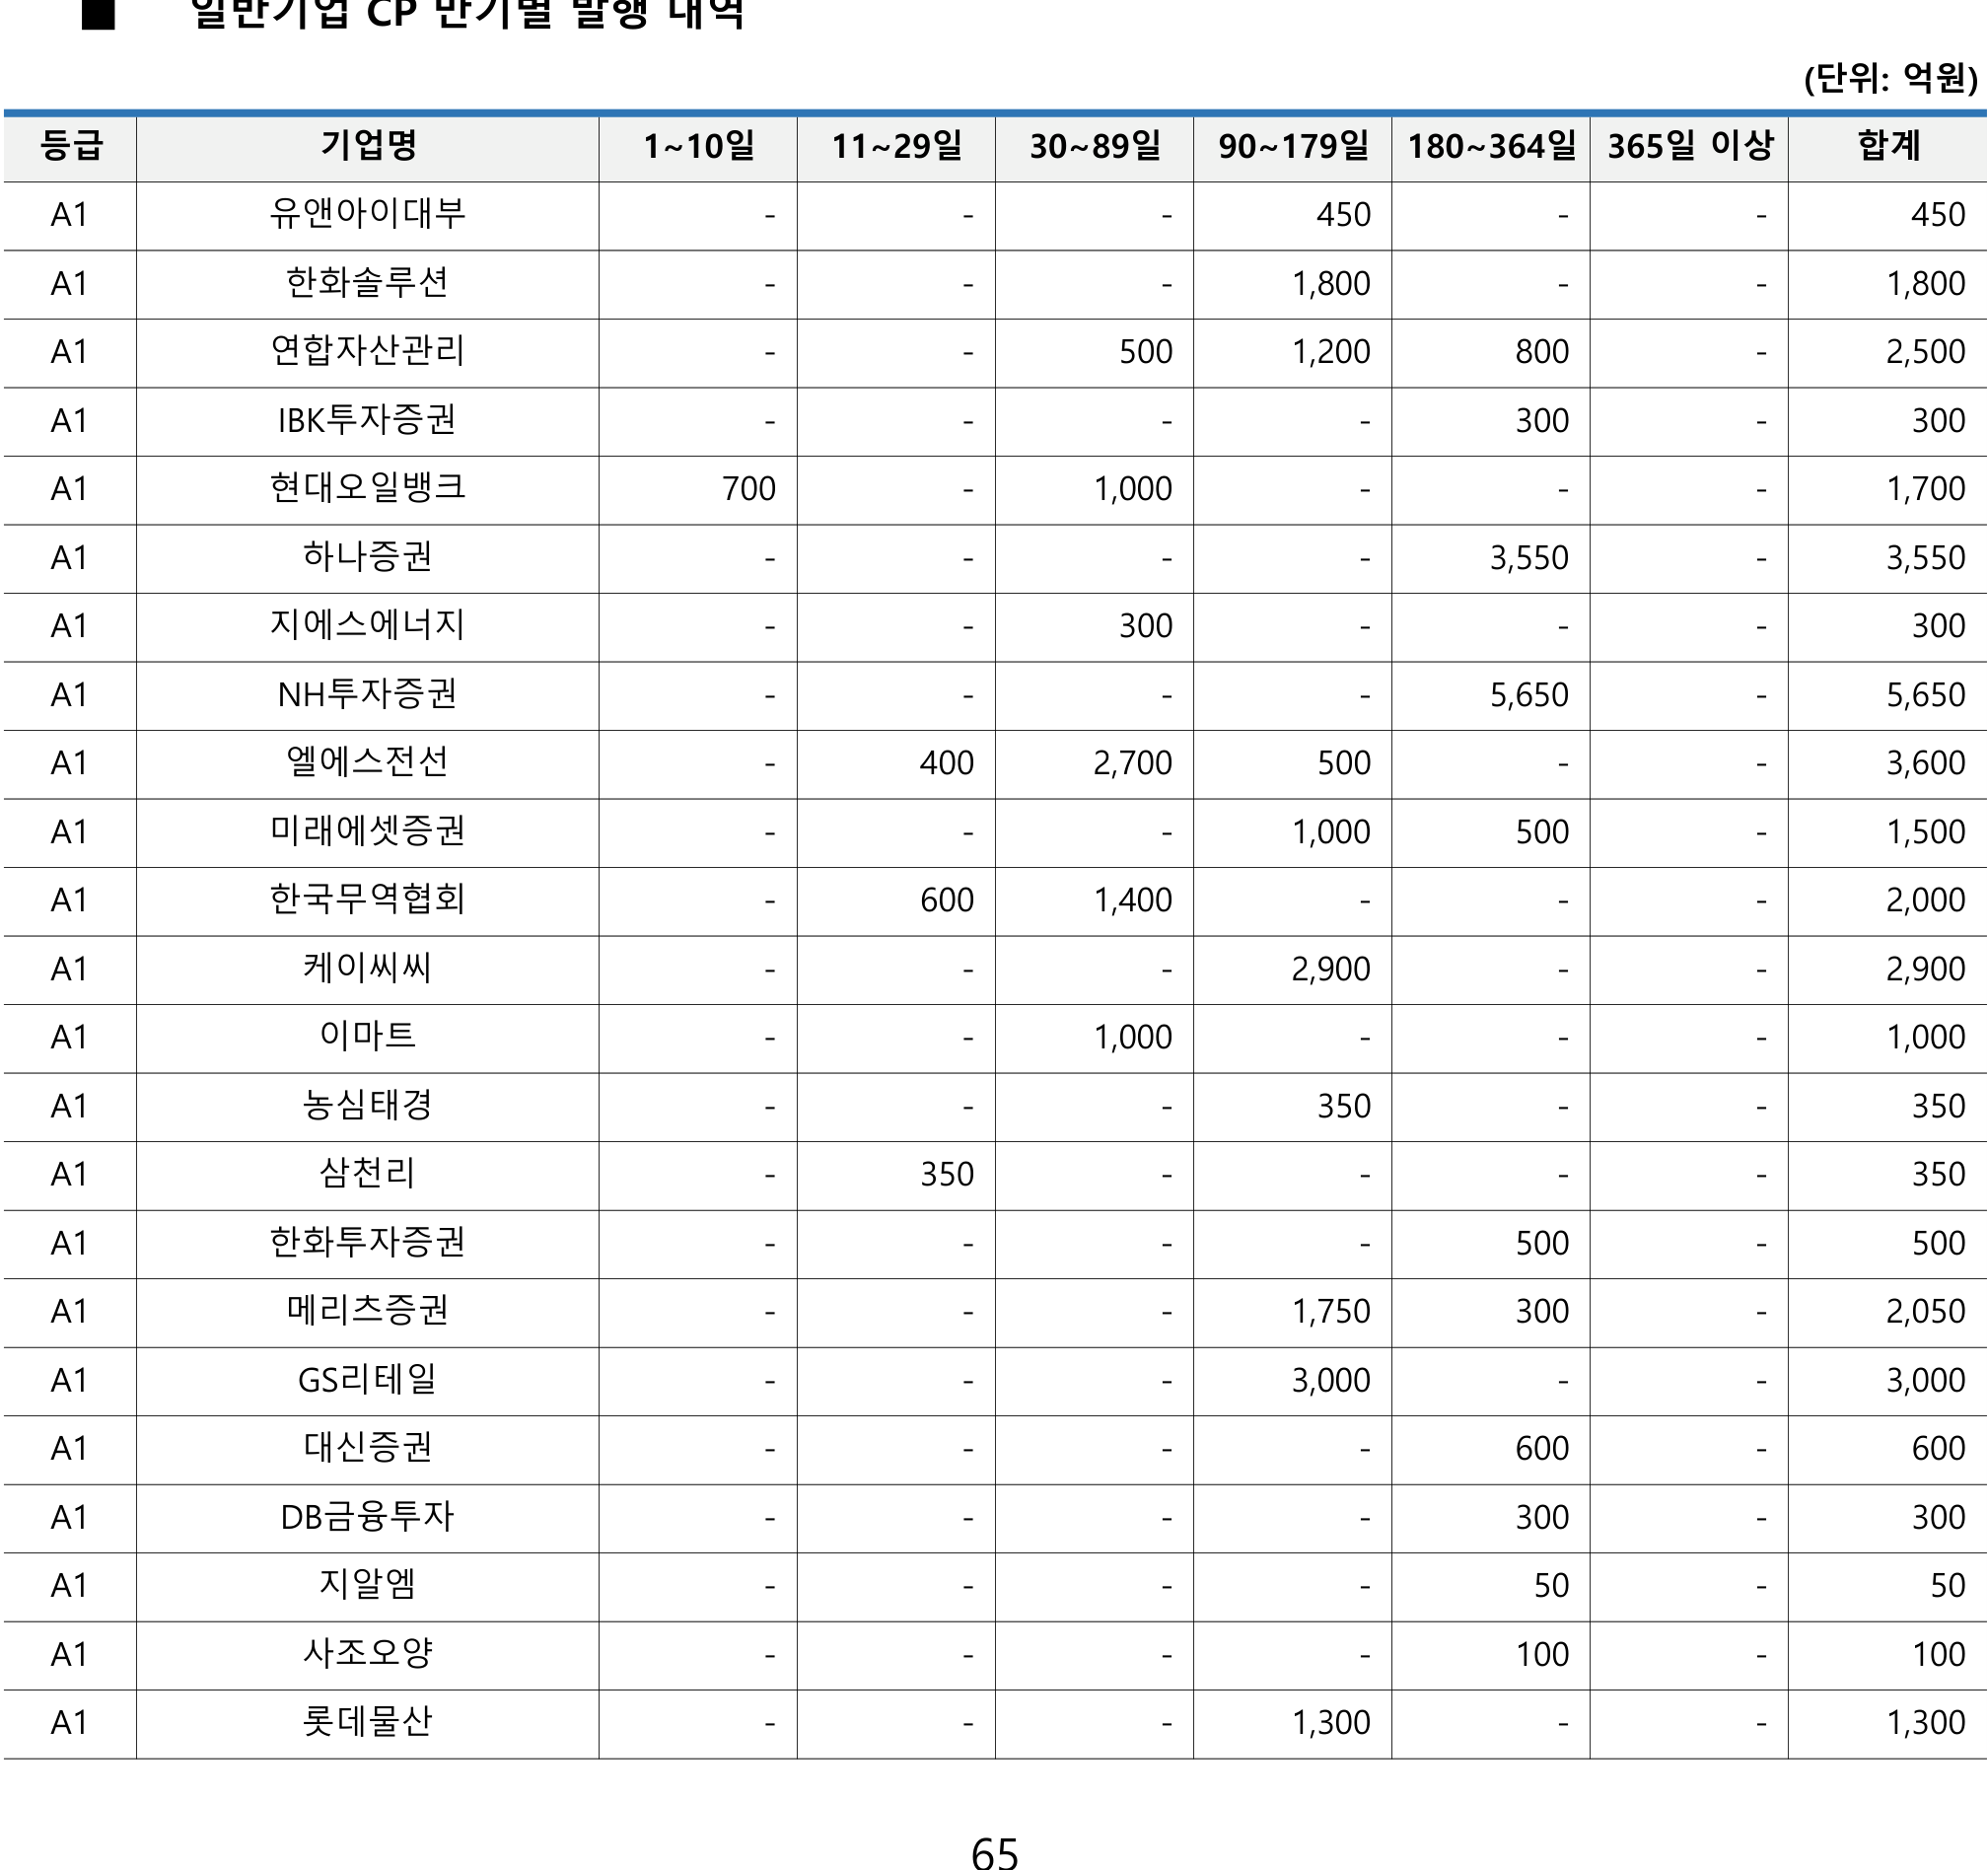 ■ 일반기업 CP 만기별 발행 내역
(단위: 억원)
등급 기업명 1~10일 11~29일 30~89일 90~179일 180~364일 365일 이상 합계
A1 유앤아이대부 - - - 450 - - 450
A1 한화솔루션 - - - 1,800 - - 1,800
A1 연합자산관리 - - 500 1,200 800 - 2,500
A1 IBK투자증권 - - - - 300 - 300
A1 현대오일뱅크 700 - 1,000 - - - 1,700
A1 하나증권 - - - - 3,550 - 3,550
A1 지에스에너지 - - 300 - - - 300
A1 NH투자증권 - - - - 5,650 - 5,650
A1 엘에스전선 - 400 2,700 500 - - 3,600
A1 미래에셋증권 - - - 1,000 500 - 1,500
A1 한국무역협회 - 600 1,400 - - - 2,000
A1 케이씨씨 - - - 2,900 - - 2,900
A1 이마트 - - 1,000 - - - 1,000
A1 농심태경 - - - 350 - - 350
A1 삼천리 - 350 - - - - 350
A1 한화투자증권 - - - - 500 - 500
A1 메리츠증권 - - - 1,750 300 - 2,050
A1 GS리테일 - - - 3,000 - - 3,000
A1 대신증권 - - - - 600 - 600
A1 DB금융투자 - - - - 300 - 300
A1 지알엠 - - - - 50 - 50
A1 사조오양 - - - - 100 - 100
A1 롯데물산 - - - 1,300 - - 1,300
65